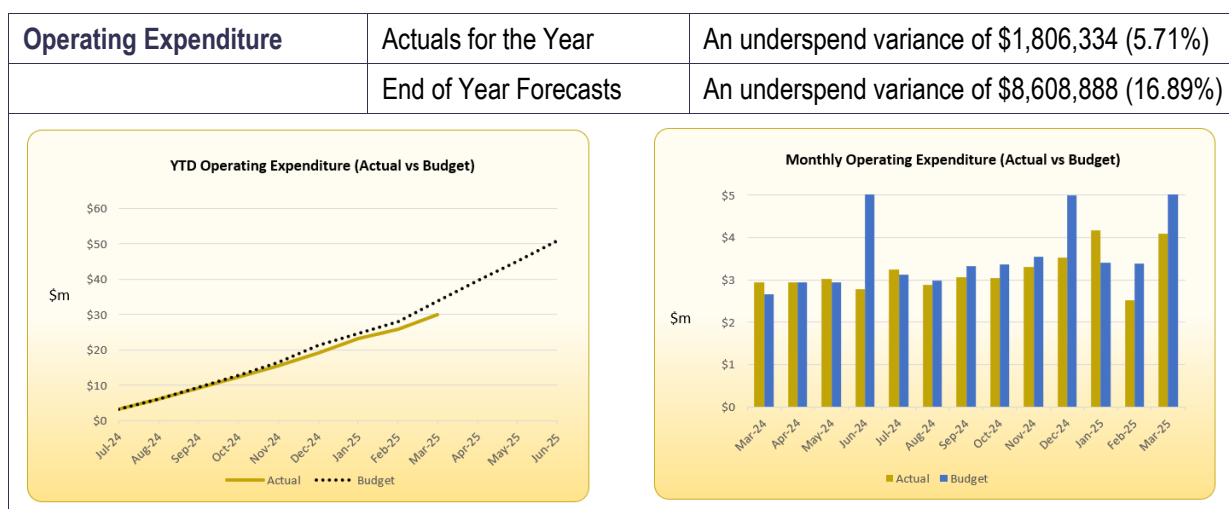 Operating Expenditure
Actuals for the Year
An underspend variance of $1,806,334 (5.71%)
End of Year Forecasts
An underspend variance of $8,608,888 (16.89%)
YTD Operating Expenditure (Actual vs Budget)
$60
$50
$40
$m
$30
$20
$10
$0
Jul-24
Aug-24
Sep-24
Oct-24
Nov-24
Dec-24
Jan-25
Feb-25
Mar-25
Apr-25
May-25
Jun-25
Actual
Budget
Monthly Operating Expenditure (Actual vs Budget)
$5
$4
$3
$m
$2
$1
$0
Mar-24
Apr-24
May-24
Jun-24
Jul-24
Aug-24
Sep-24
Oct-24
Nov-24
Dec-24
Jan-25
Feb-25
Mar-25
Actual
Budget